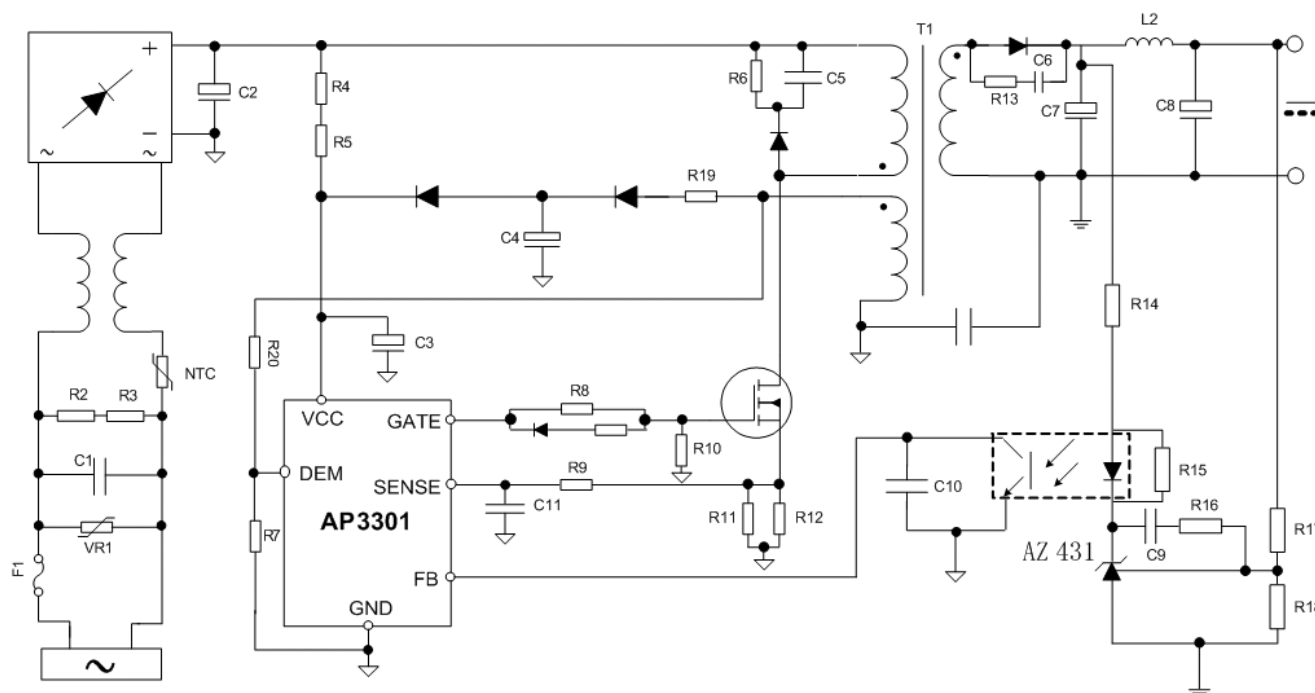 T1
L2
R6
C5
C6
R13
C7
C8
C2
R4
R5
R19
C4
R14
NTC
R20
C3
R2
R3
VCC
GATE
R8
R10
C1
DEM
SENSE
R9
C11
R11
R12
C10
R15
R16
C9
AP3301
R7
VR1
F1
FB
AZ 431
R17
GND
R18